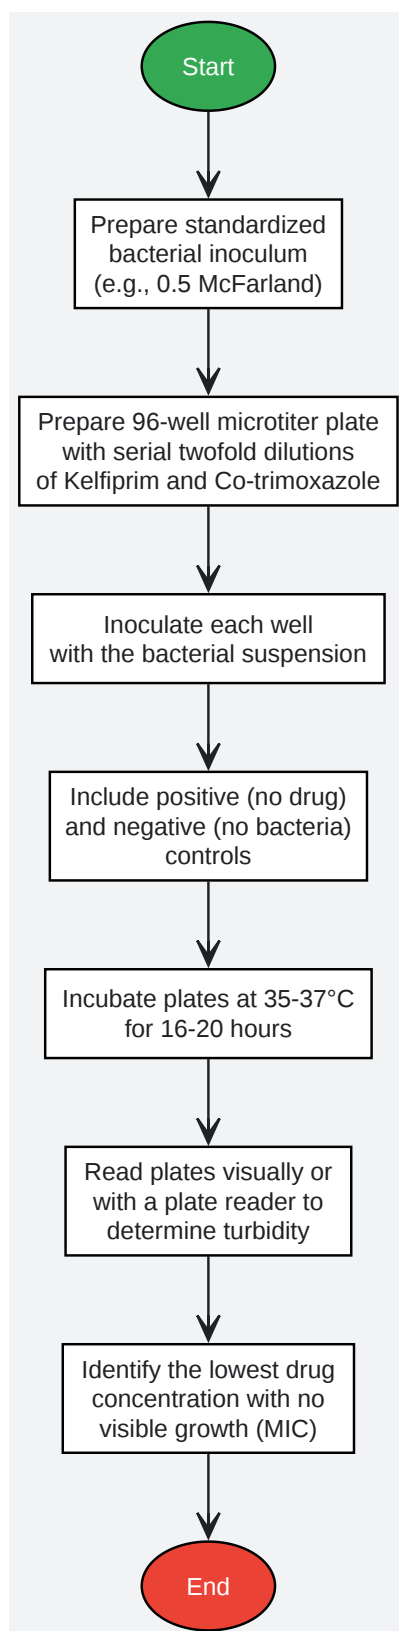 Start
Prepare standardized
bacterial inoculum
(e.g., 0.5 McFarland)
Prepare 96-well microtiter plate
with serial twofold dilutions
of Kelfiprim and Co-trimoxazole
Inoculate each well
with the bacterial suspension
Include positive (no drug)
and negative (no bacteria)
controls
Incubate plates at 35-37°C
for 16-20 hours
Read plates visually or
with a plate reader to
determine turbidity
Identify the lowest drug
concentration with no
visible growth (MIC)
End